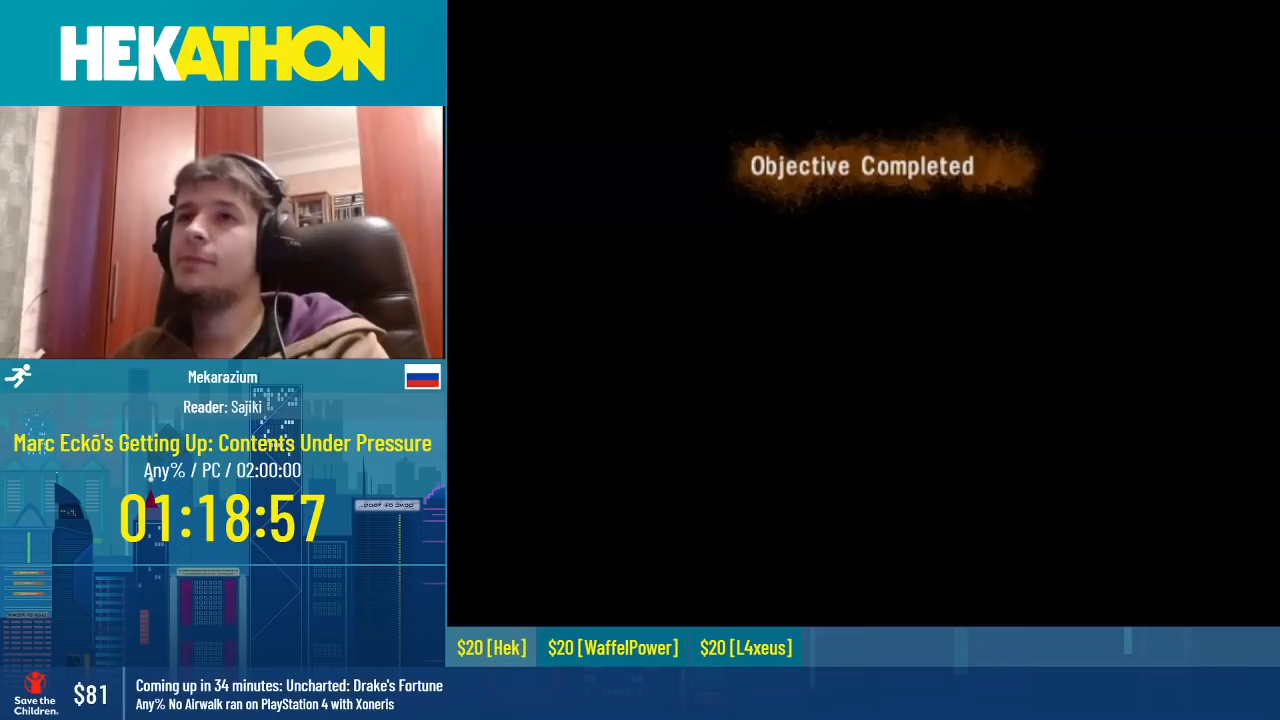 HEKATHON
Objective Completed
Mekarazium
Reader: Sajiki
Marc Eckō's Getting Up: Contents Under Pressure
Any% / PC / 02:00:00
01:18:57
$20 [Hek]
$20 [WaffelPower]
$20 [L4xeus]
Save the
Children.
$81
Coming up in 34 minutes: Uncharted: Drake's Fortune
Any% No Airwalk ran on PlayStation 4 with Xoneris